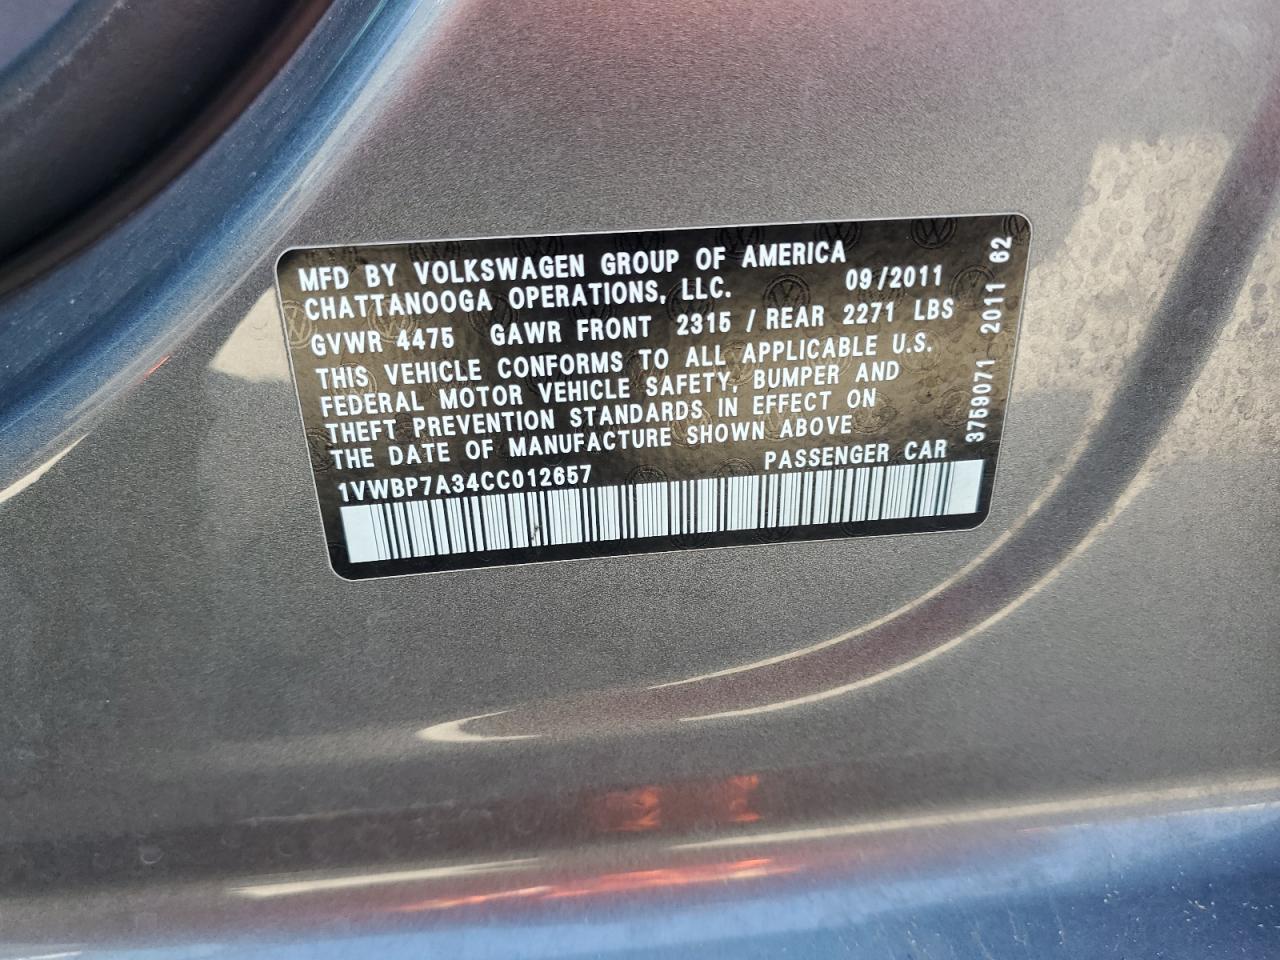 MFD BY VOLKSWAGEN GROUP OF AMERICA
CHATTANOOGA OPERATIONS, LLC. 09/2011
GVWR 4475 GAWR FRONT 2315 / REAR 2271 LBS
THIS VEHICLE CONFORMS TO ALL APPLICABLE U.S.
FEDERAL MOTOR VEHICLE SAFETY, BUMPER AND
THEFT PREVENTION STANDARDS IN EFFECT ON
THE DATE OF MANUFACTURE SHOWN ABOVE
1VWBP7A34CC012657 PASSENGER CAR
3759071 2011 62